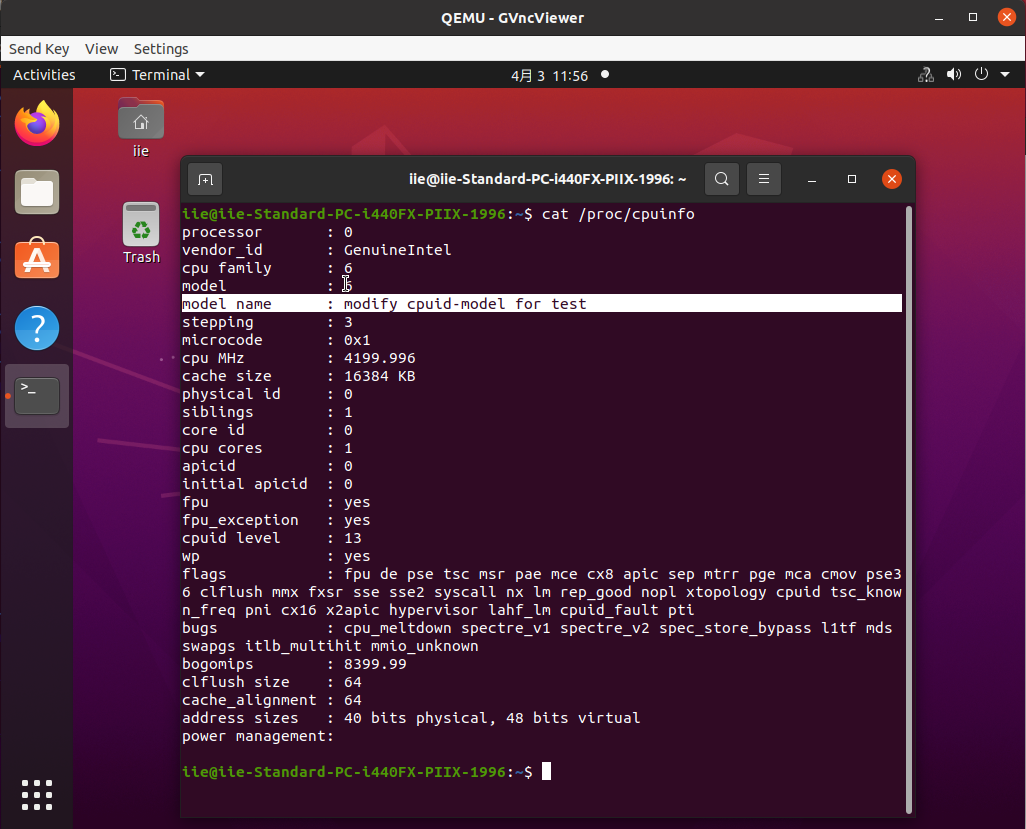 QEMU - GVncViewer
Send Key View Settings
Activities Terminal 4月 3 11:56
iie
Trash
iie@iie-Standard-PC-i440FX-PIIX-1996: ~
iie@iie-Standard-PC-i440FX-PIIX-1996:~$ cat /proc/cpuinfo
processor : 0
vendor_id : GenuineIntel
cpu family : 6
model : 6
model name : modify cpuid-model for test
stepping : 3
microcode : 0x1
cpu MHz : 4199.996
cache size : 16384 KB
physical id : 0
siblings : 1
core id : 0
cpu cores : 1
apicid : 0
initial apicid : 0
fpu : yes
fpu_exception : yes
cpuid level : 13
wp : yes
flags : fpu de pse tsc msr pae mce cx8 apic sep mtrr pge mca cmov pse3
6 clflush mmx fxsr sse sse2 syscall nx lm rep_good nopl xtopology cpuid tsc_know
n_freq pni cx16 x2apic hypervisor lahf_lm cpuid_fault pti
bugs : cpu_meltdown spectre_v1 spectre_v2 spec_store_bypass l1tf mds
swapgs itlb_multihit mmio_unknown
bogomips : 8399.99
clflush size : 64
cache_alignment : 64
address sizes : 40 bits physical, 48 bits virtual
power management:
iie@iie-Standard-PC-i440FX-PIIX-1996:~$